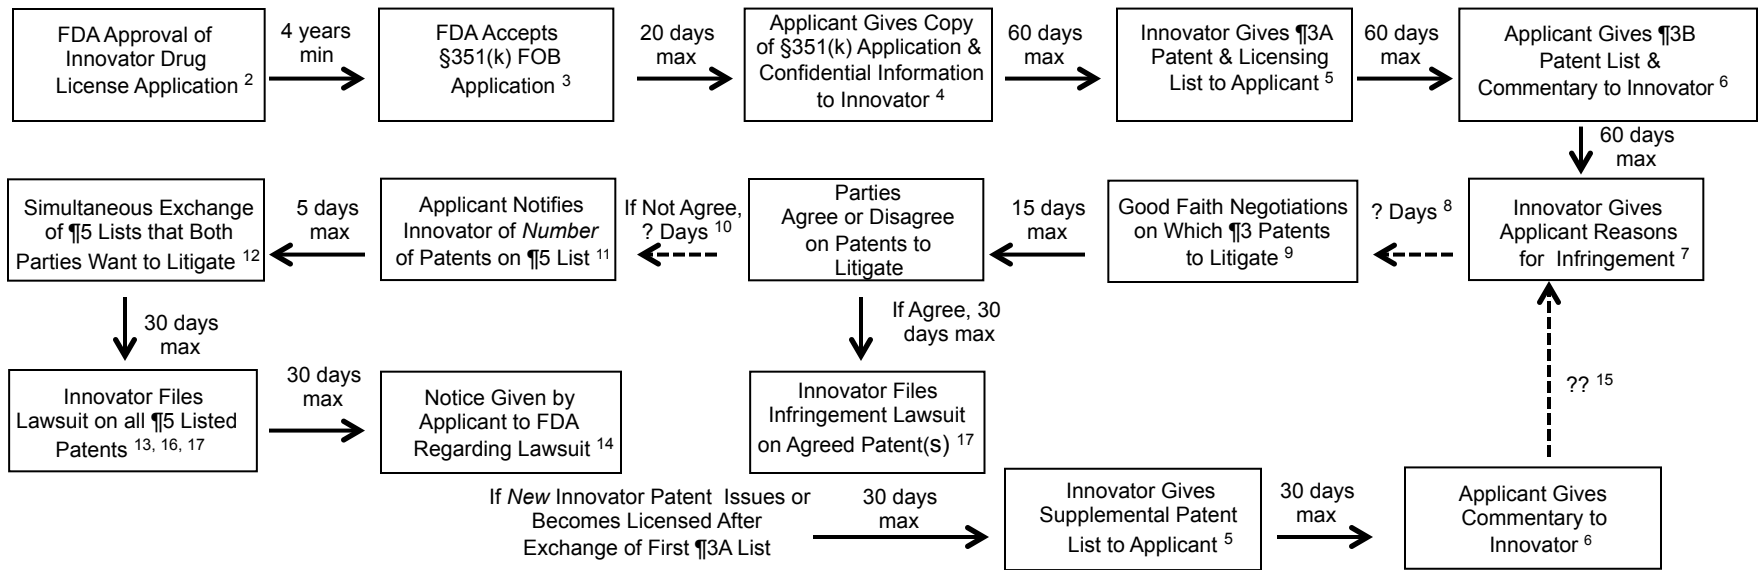 FDA Approval of
Innovator Drug
License Application 2
4 years
min
FDA Accepts
§351(k) FOB
Application 3
20 days
max
Applicant Gives Copy
of §351(k) Application &
Confidential Information
to Innovator 4
60 days
max
Innovator Gives ¶3A
Patent & Licensing
List to Applicant 5
60 days
max
Applicant Gives ¶3B
Patent List &
Commentary to Innovator 6
60 days
max
Innovator Gives
Applicant Reasons
for Infringement 7
? Days 8
Good Faith Negotiations
on Which ¶3 Patents
to Litigate 9
15 days
max
Parties
Agree or Disagree
on Patents to
Litigate
If Not Agree,
? Days 10
Applicant Notifies
Innovator of Number
of Patents on ¶5 List 11
5 days
max
Simultaneous Exchange
of ¶5 Lists that Both
Parties Want to Litigate 12
30 days
max
If Agree, 30
days max
Innovator Files
Lawsuit on all ¶5 Listed
Patents 13, 16, 17
30 days
max
Notice Given by
Applicant to FDA
Regarding Lawsuit 14
Innovator Files
Infringement Lawsuit
on Agreed Patent(s) 17
?? 15
If New Innovator Patent Issues or
Becomes Licensed After
Exchange of First ¶3A List
30 days
max
Innovator Gives
Supplemental Patent
List to Applicant 5
30 days
max
Applicant Gives
Commentary to
Innovator 6